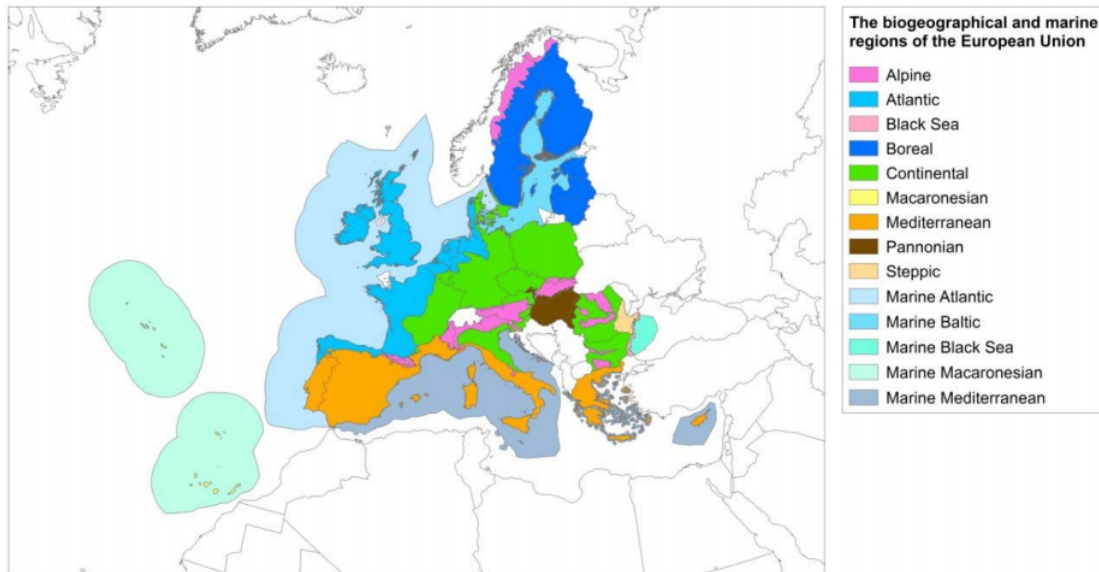 The biogeographical and marine
regions of the European Union
Alpine
Atlantic
Black Sea
Boreal
Continental
Macaronesian
Mediterranean
Pannonian
Steppic
Marine Atlantic
Marine Baltic
Marine Black Sea
Marine Macaronesian
Marine Mediterranean